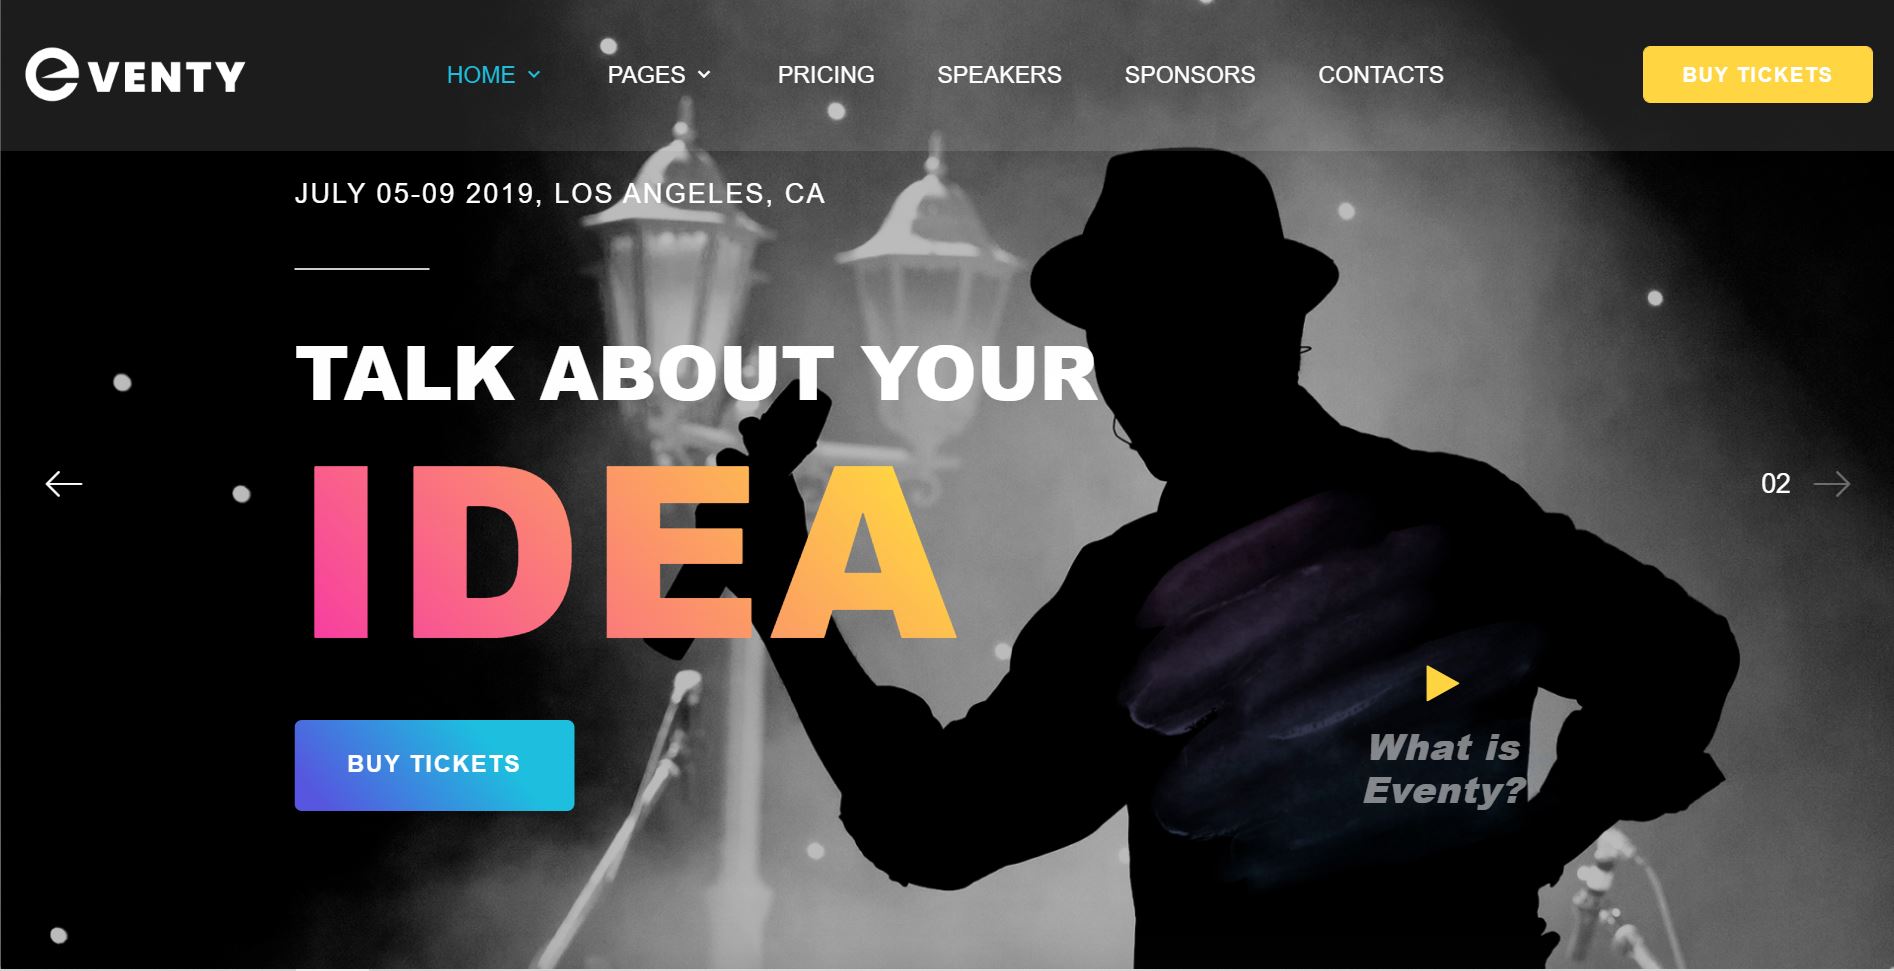 eVENTY
HOME
PAGES
PRICING
SPEAKERS
SPONSORS
CONTACTS
BUY TICKETS
JULY 05-09 2019, LOS ANGELES, CA
TALK ABOUT YOUR
IDEA
02
BUY TICKETS
What is
Eventy?